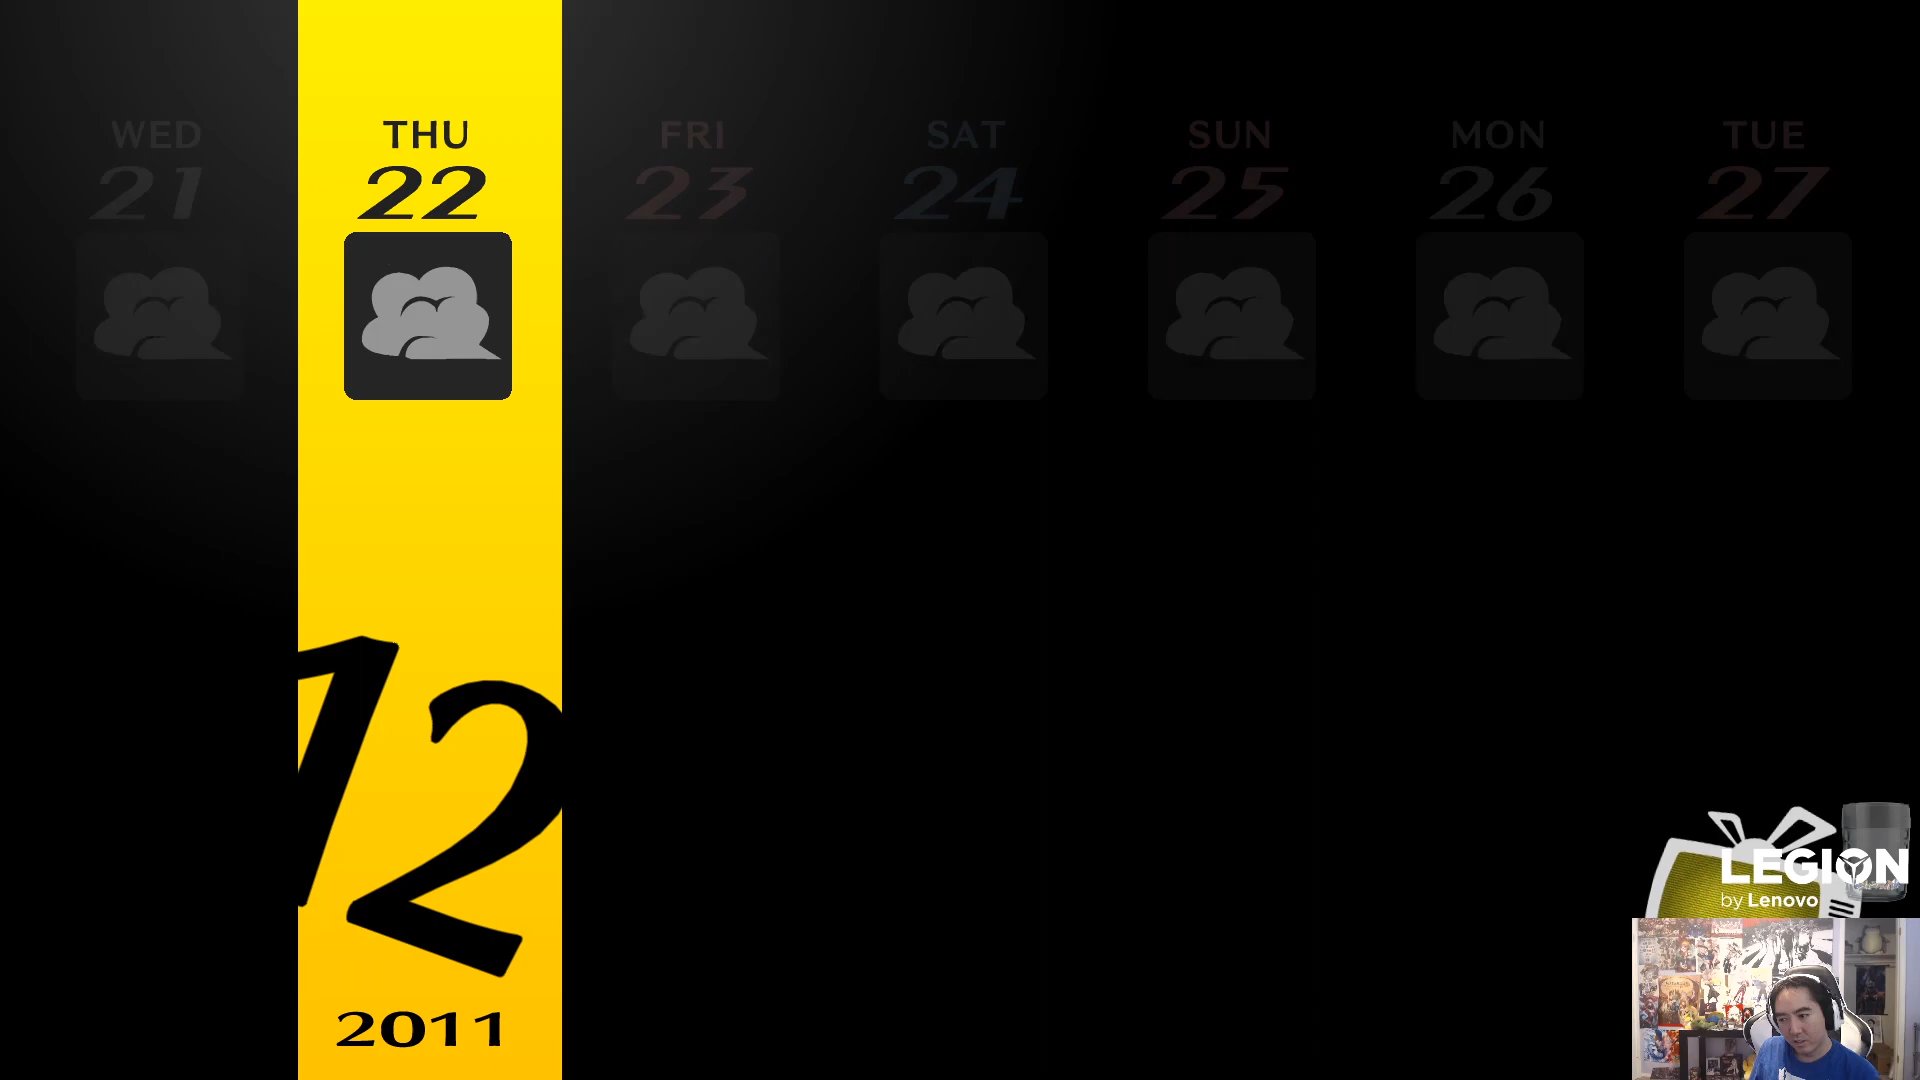 WED THU FRI SAT SUN MON TUE
21 22 23 24 25 26 27
12
2011
LEGION
by Lenovo